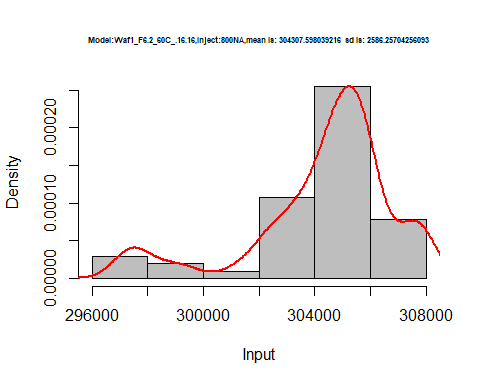 Model:Waf1_F6.2_60C_.16.16,inject:800NA,mean is: 304307.598039216 sd is: 2586.25704256093
Density
0.00020
0.00010
0.00000
296000 300000 304000 308000
Input